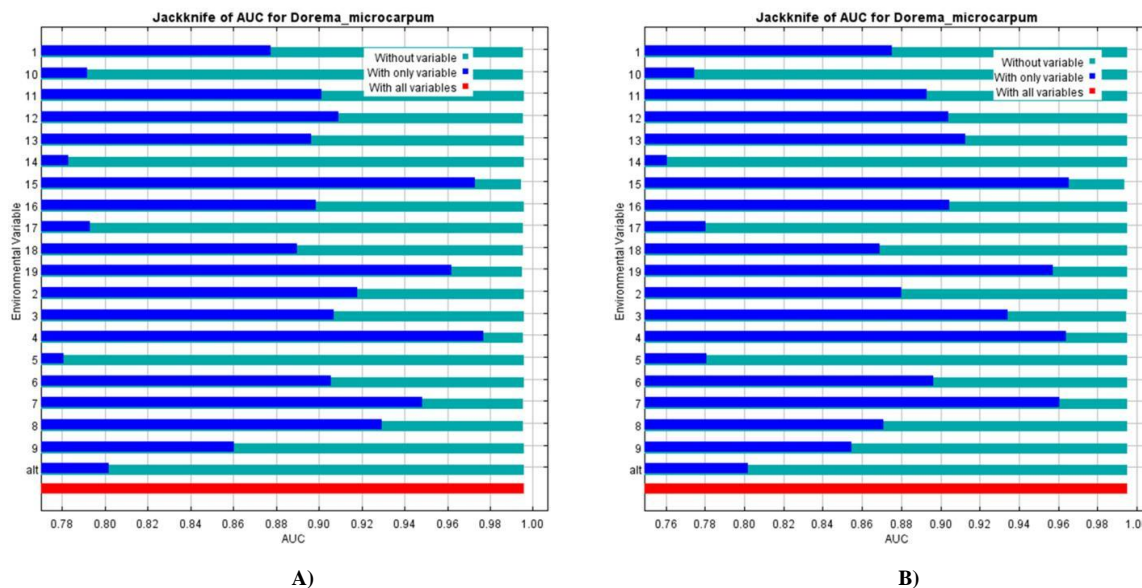 Jackknife of AUC for Dorema_microcarpum
Environmental Variable
1
10
11
12
13
14
15
16
17
18
19
2
3
4
5
6
7
8
9
alt
Without variable
With only variable
With all variables
0.78 0.80 0.82 0.84 0.86 0.88 0.90 0.92 0.94 0.96 0.98 1.00
AUC
A)
Jackknife of AUC for Dorema_microcarpum
Environmental Variable
1
10
11
12
13
14
15
16
17
18
19
2
3
4
5
6
7
8
9
alt
Without variable
With only variable
With all variables
0.76 0.78 0.80 0.82 0.84 0.86 0.88 0.90 0.92 0.94 0.96 0.98 1.0
AUC
B)